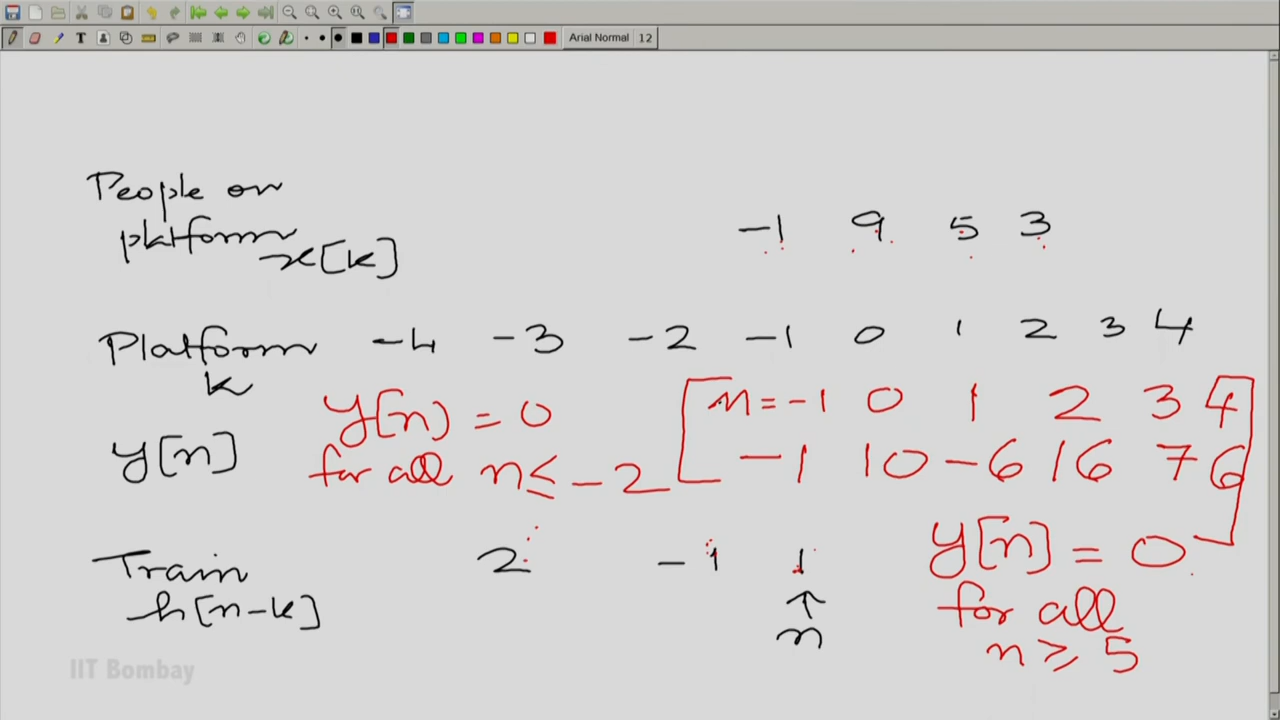 Arial Normal 12
People on
platform
x[k]
-1 9 5 3
Platform -4 -3 -2 -1 0 1 2 3 4
k
y[n]
y[n] = 0
for all n ≤ -2
n = -1 0 1 2 3 4
-1 10 -6 16 7 6
Train 2 -1 1
h[n-k]
↑
n
y[n] = 0
for all
n ≥ 5
IIT Bombay